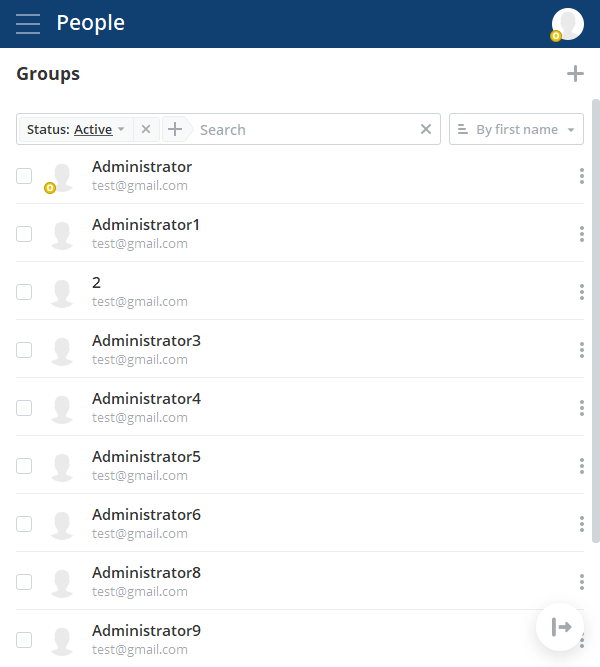 People
Groups
Status: Active
Search
By first name
Administrator
test@gmail.com
Administrator1
test@gmail.com
2
test@gmail.com
Administrator3
test@gmail.com
Administrator4
test@gmail.com
Administrator5
test@gmail.com
Administrator6
test@gmail.com
Administrator8
test@gmail.com
Administrator9
test@gmail.com